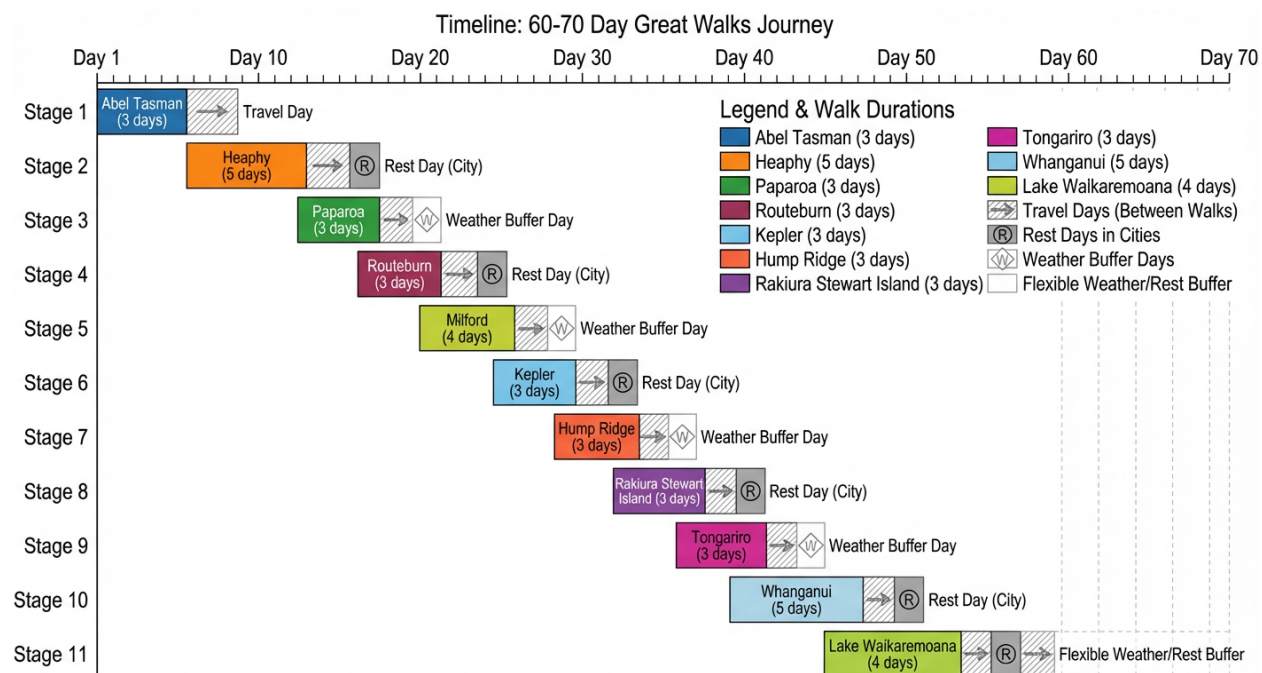 Timeline: 60-70 Day Great Walks Journey
Day 1 Day 10 Day 20 Day 30 Day 40 Day 50 Day 60 Day 70
Stage 1
Abel Tasman
(3 days)
Travel Day
Stage 2
Heaphy
(5 days)
R
Rest Day (City)
Stage 3
Paparoa
(3 days)
W
Weather Buffer Day
Stage 4
Routeburn
(3 days)
R
Rest Day (City)
Stage 5
Milford
(4 days)
W
Weather Buffer Day
Stage 6
Kepler
(3 days)
R
Rest Day (City)
Stage 7
Hump Ridge
(3 days)
W
Weather Buffer Day
Stage 8
Rakiura Stewart
Island (3 days)
R
Rest Day (City)
Stage 9
Tongariro
(3 days)
W
Weather Buffer Day
Stage 10
Whanganui
(5 days)
R
Rest Day (City)
Stage 11
Lake Waikaremoana
(4 days)
R
Flexible Weather/Rest Buffer
Legend & Walk Durations
Abel Tasman (3 days)
Heaphy (5 days)
Paparoa (3 days)
Routeburn (3 days)
Kepler (3 days)
Hump Ridge (3 days)
Rakiura Stewart Island (3 days)
Tongariro (3 days)
Whanganui (5 days)
Lake Walkaremoana (4 days)
Travel Days (Between Walks)
R Rest Days in Cities
W Weather Buffer Days
Flexible Weather/Rest Buffer